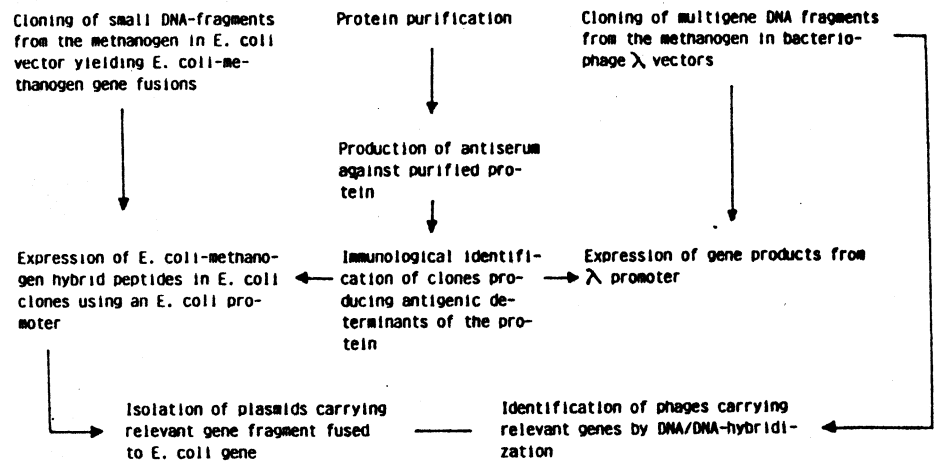 Cloning of small DNA-fragments
from the metnanogen in E. coli
vector yielding E. coli-me-
thanogen gene fusions
Protein purification
Cloning of multigene DNA fragments
from the methanogen in bacterio-
phage λ vectors
Production of antiserum
against purified pro-
tein
Expression of E. coli-methano-
gen hybrid peptides in E. coli
clones using an E. coli pro-
moter
Immunological identifi-
cation of clones pro-
ducing antigenic de-
terminants of the pro-
tein
Expression of gene products from
λ promoter
Isolation of plasmids carrying
relevant gene fragment fused
to E. coli gene
Identification of phages carrying
relevant genes by DNA/DNA-hybridi-
zation